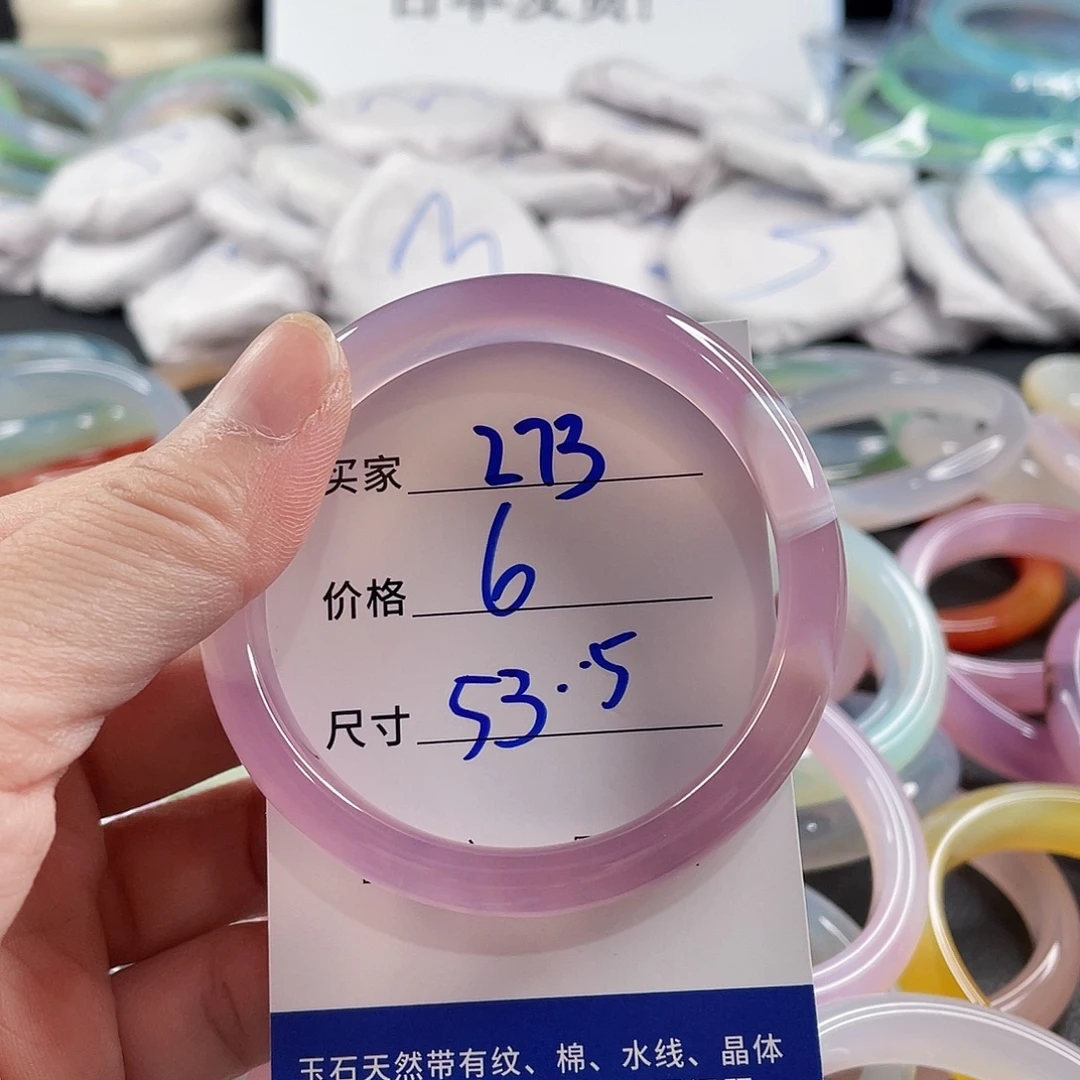 M
S
买家 273
价格 6
尺寸 53.5
玉石天然带有纹、棉、水线、晶体